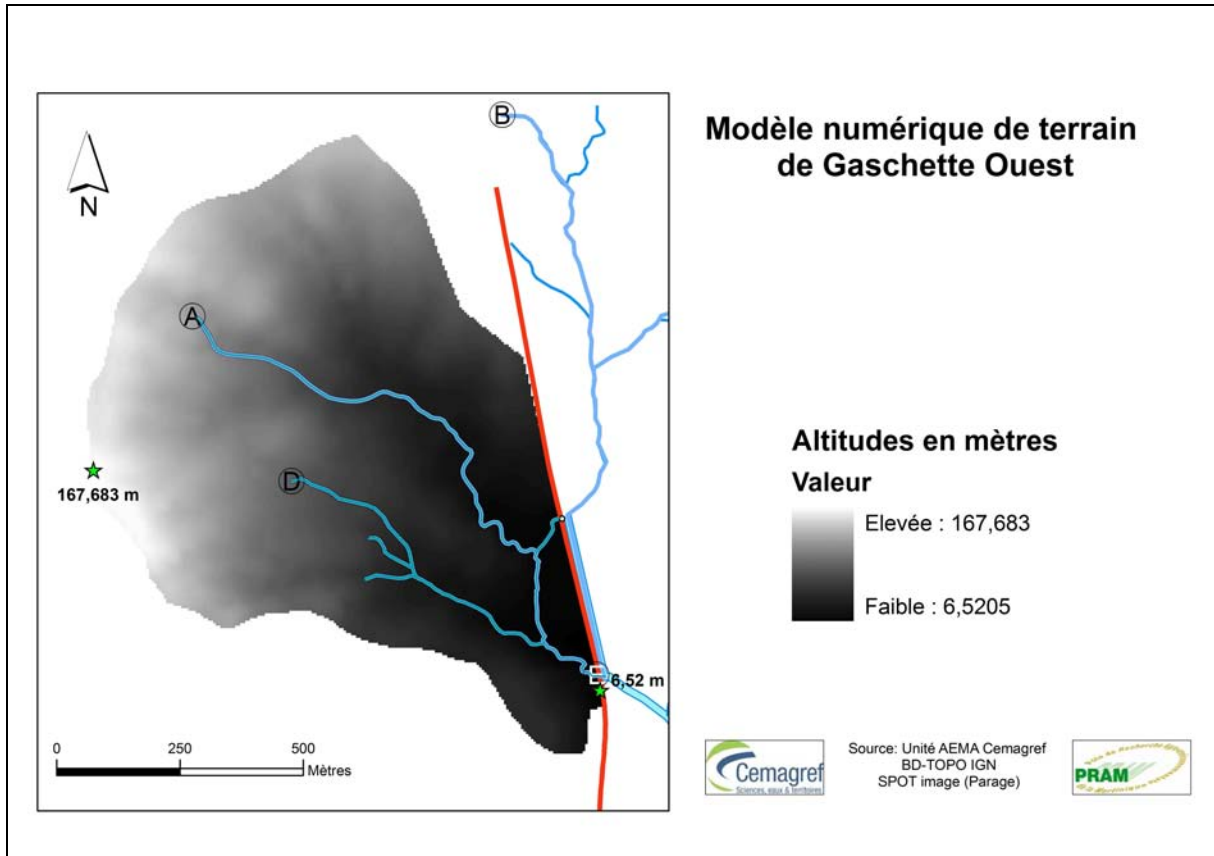 Modèle numérique de terrain
de Gaschette Ouest
N
A
B
D
167,683 m
6,52 m
0 250 500
Mètres
Altitudes en mètres
Valeur
Elevée : 167,683
Faible : 6,5205
Cemagref
Sciences, eaux & territoires
Source: Unité AEMA Cemagref
BD-TOPO IGN
SPOT image (Parage)
PRAM